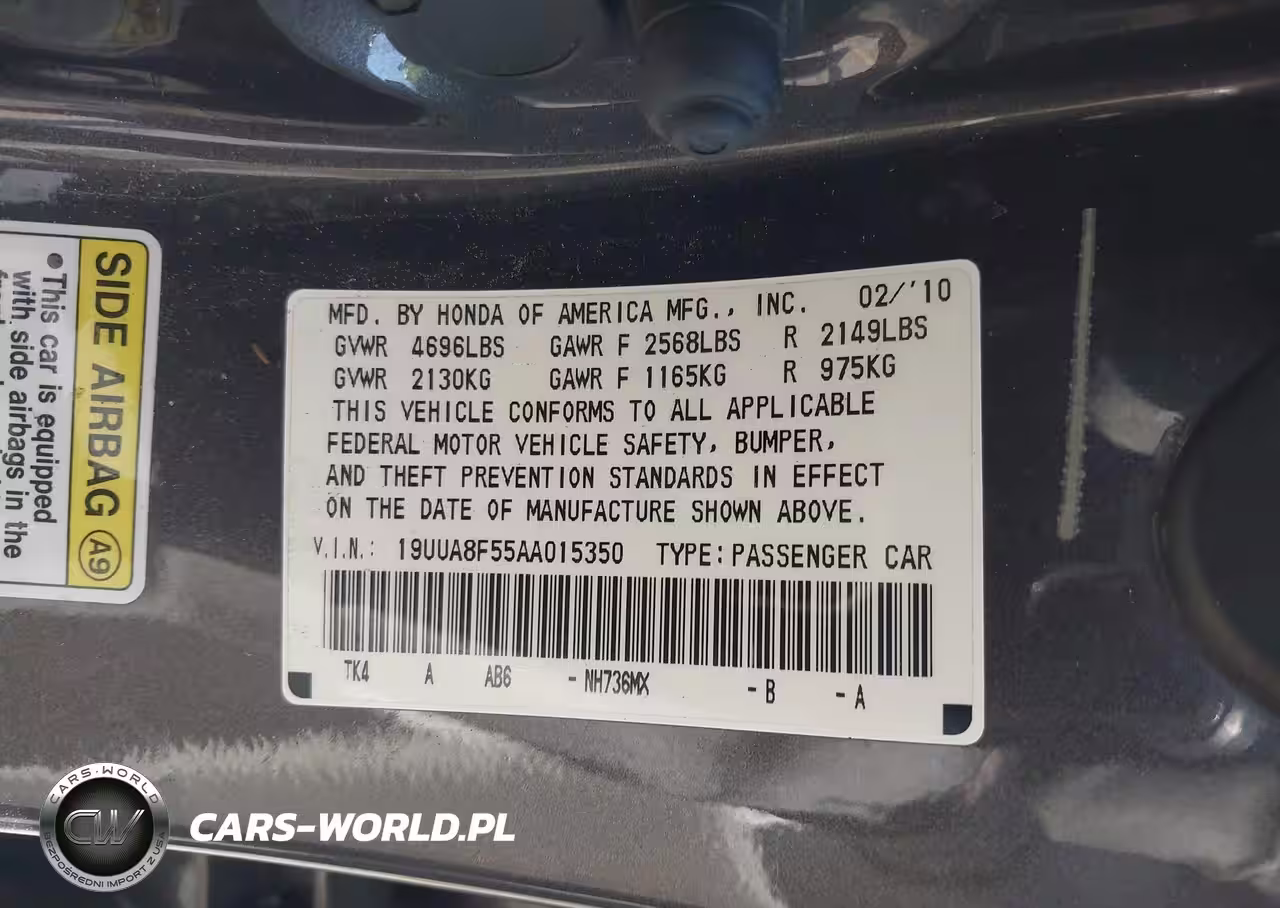 MFD. BY HONDA OF AMERICA MFG., INC. 02/'10
GVWR 4696LBS GAWR F 2568LBS R 2149LBS
GVWR 2130KG GAWR F 1165KG R 975KG
THIS VEHICLE CONFORMS TO ALL APPLICABLE
FEDERAL MOTOR VEHICLE SAFETY, BUMPER,
AND THEFT PREVENTION STANDARDS IN EFFECT
ON THE DATE OF MANUFACTURE SHOWN ABOVE.
V.I.N.: 19UUA8F55AA015350 TYPE:PASSENGER CAR
TK4 A AB6 -NH736MX -B -A
SIDE AIRBAG A9
• This car is equipped
with side airbags in the
CARS-WORLD
CW
BEZPOŚREDNI IMPORT Z USA
CARS-WORLD.PL